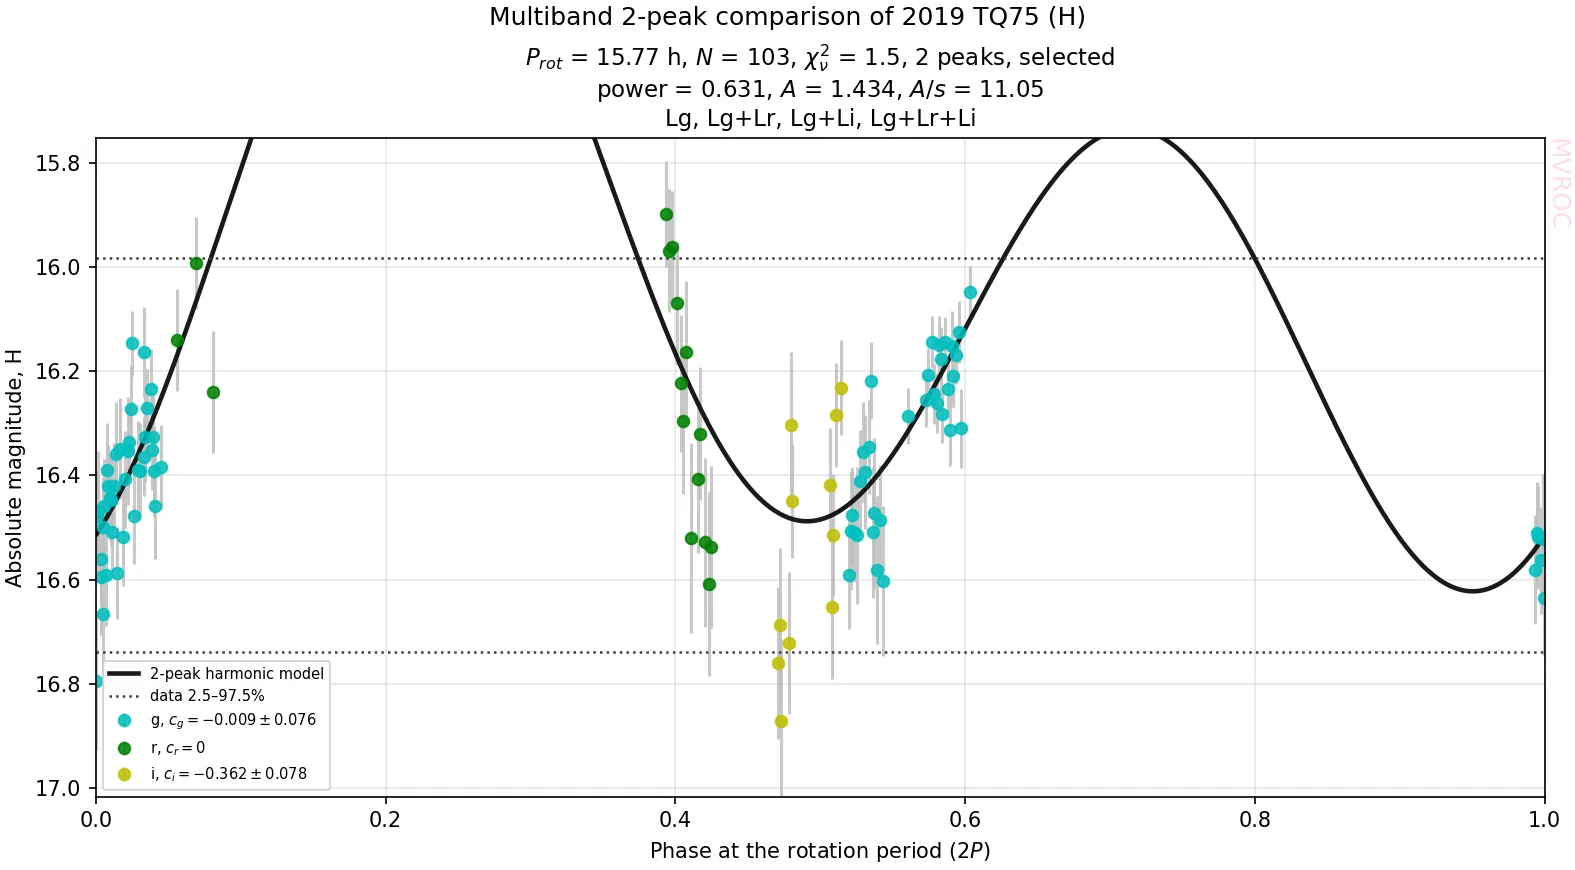 Multiband 2-peak comparison of 2019 TQ75 (H)
P_rot = 15.77 h, N = 103, χ²_ν = 1.5, 2 peaks, selected
power = 0.631, A = 1.434, A/s = 11.05
Lg, Lg+Lr, Lg+Li, Lg+Lr+Li
MVROC
Absolute magnitude, H
15.8
16.0
16.2
16.4
16.6
16.8
17.0
2-peak harmonic model
data 2.5–97.5%
g, c_g = −0.009 ± 0.076
r, c_r = 0
i, c_i = −0.362 ± 0.078
0.0 0.2 0.4 0.6 0.8 1.0
Phase at the rotation period (2P)